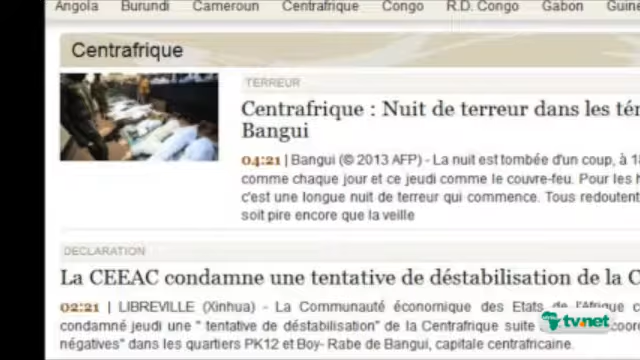 Angola Burundi Cameroun Centrafrique Congo R.D. Congo Gabon
Centrafrique
TERREUR
Centrafrique : Nuit de terreur dans les
Bangui
04:21 | Bangui (© 2013 AFP) - La nuit est tombée d'un coup, à
comme chaque jour et ce jeudi comme le couvre-feu. Pour les
c'est une longue nuit de terreur qui commence. Tous redoutent
soit pire encore que la veille
DECLARATION
La CEEAC condamne une tentative de déstabilisation de la
02:21 | LIBREVILLE (Xinhua) - La Communauté économique des Etats de l'Afrique
condamné jeudi une " tentative de déstabilisation" de la Centrafrique suite
négatives" dans les quartiers PK12 et Boy- Rabe de Bangui, capitale centrafricaine.
tv.net